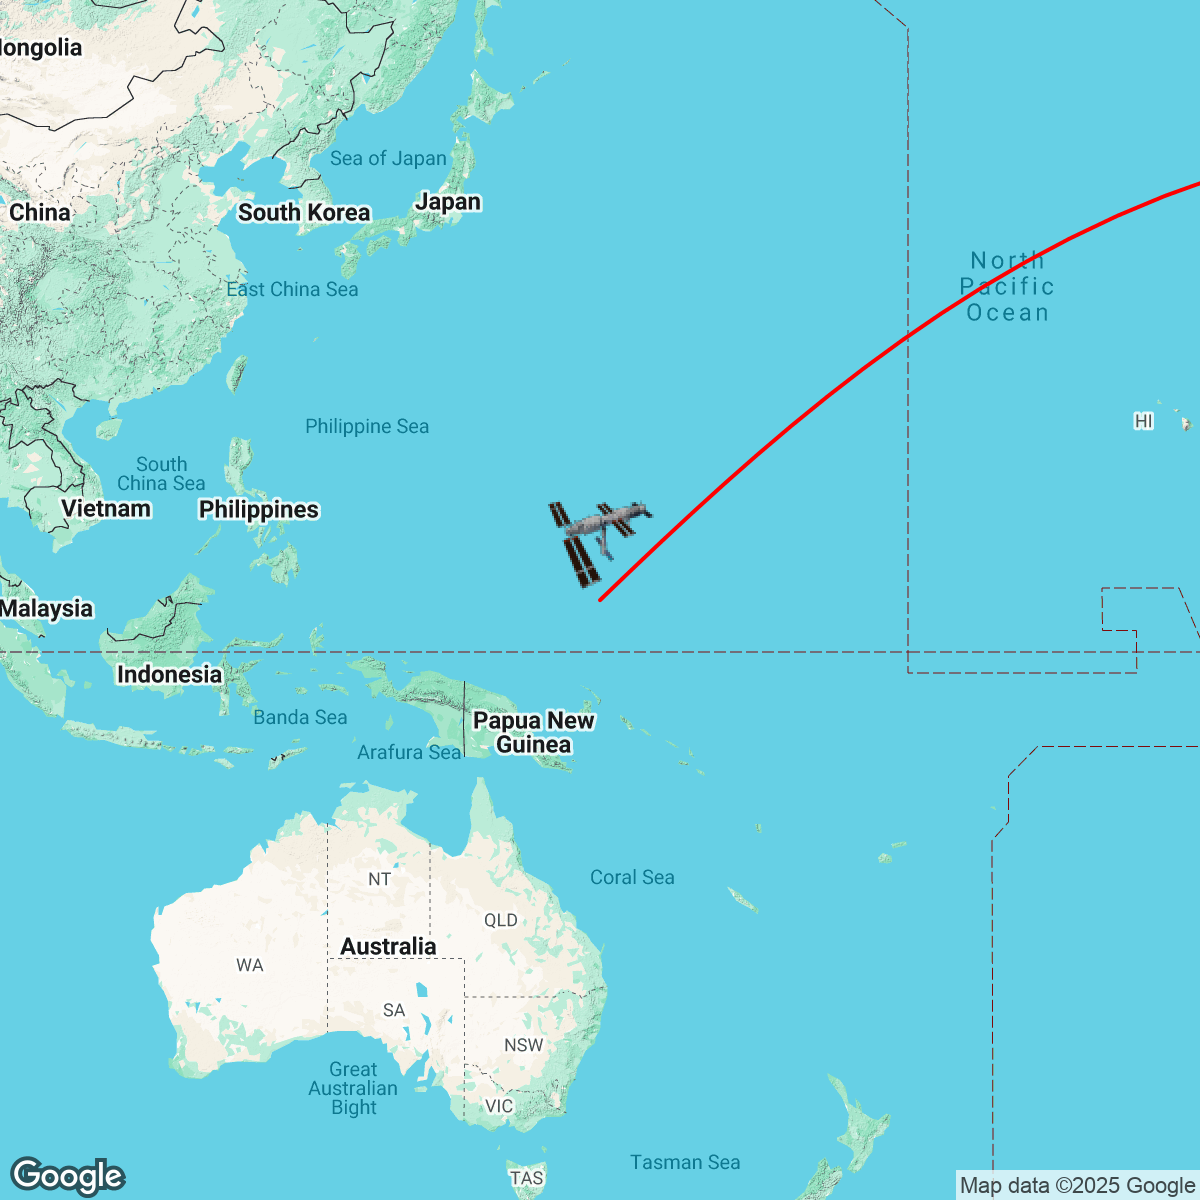 ongolia
Sea of Japan
Japan
China
South Korea
North
Pacific
Ocean
East China Sea
HI
Philippine Sea
South
China Sea
Vietnam
Philippines
Malaysia
Indonesia
Banda Sea
Papua New
Guinea
Arafura Sea
NT
Coral Sea
QLD
Australia
WA
SA
NSW
Great
Australian
Bight
VIC
Tasman Sea
TAS
Google
Map data ©2025 Google